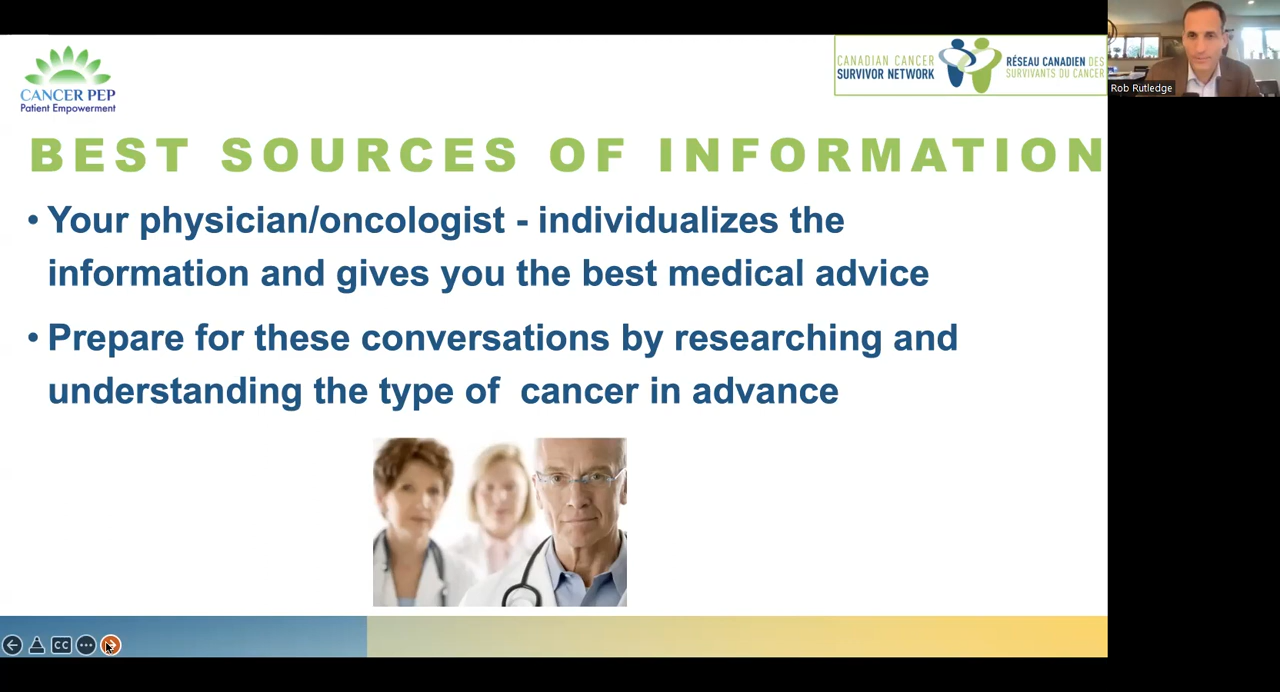 CANCER PEP
Patient Empowerment
CANADIAN CANCER
SURVIVOR NETWORK
RÉSEAU CANADIEN DES
SURVIVANTS DU CANCER
Rob Rutledge
BEST SOURCES OF INFORMATION
• Your physician/oncologist - individualizes the
information and gives you the best medical advice
• Prepare for these conversations by researching and
understanding the type of  cancer in advance
CC